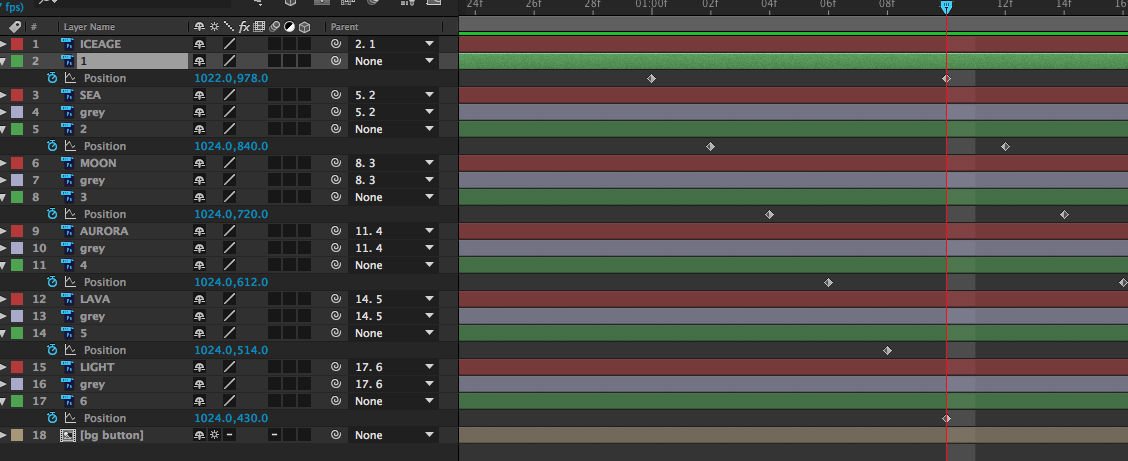 fps)
24f 26f 28f 01:00f 02f 04f 06f 08f 12f 14f 16
# Layer Name fx Parent
1 ICEAGE 2. 1
2 1 None
Position 1022.0,978.0
3 SEA 5. 2
4 grey 5. 2
5 2 None
Position 1024.0,840.0
6 MOON 8. 3
7 grey 8. 3
8 3 None
Position 1024.0,720.0
9 AURORA 11. 4
10 grey 11. 4
11 4 None
Position 1024.0,612.0
12 LAVA 14. 5
13 grey 14. 5
14 5 None
Position 1024.0,514.0
15 LIGHT 17. 6
16 grey 17. 6
17 6 None
Position 1024.0,430.0
18 [bg button] None